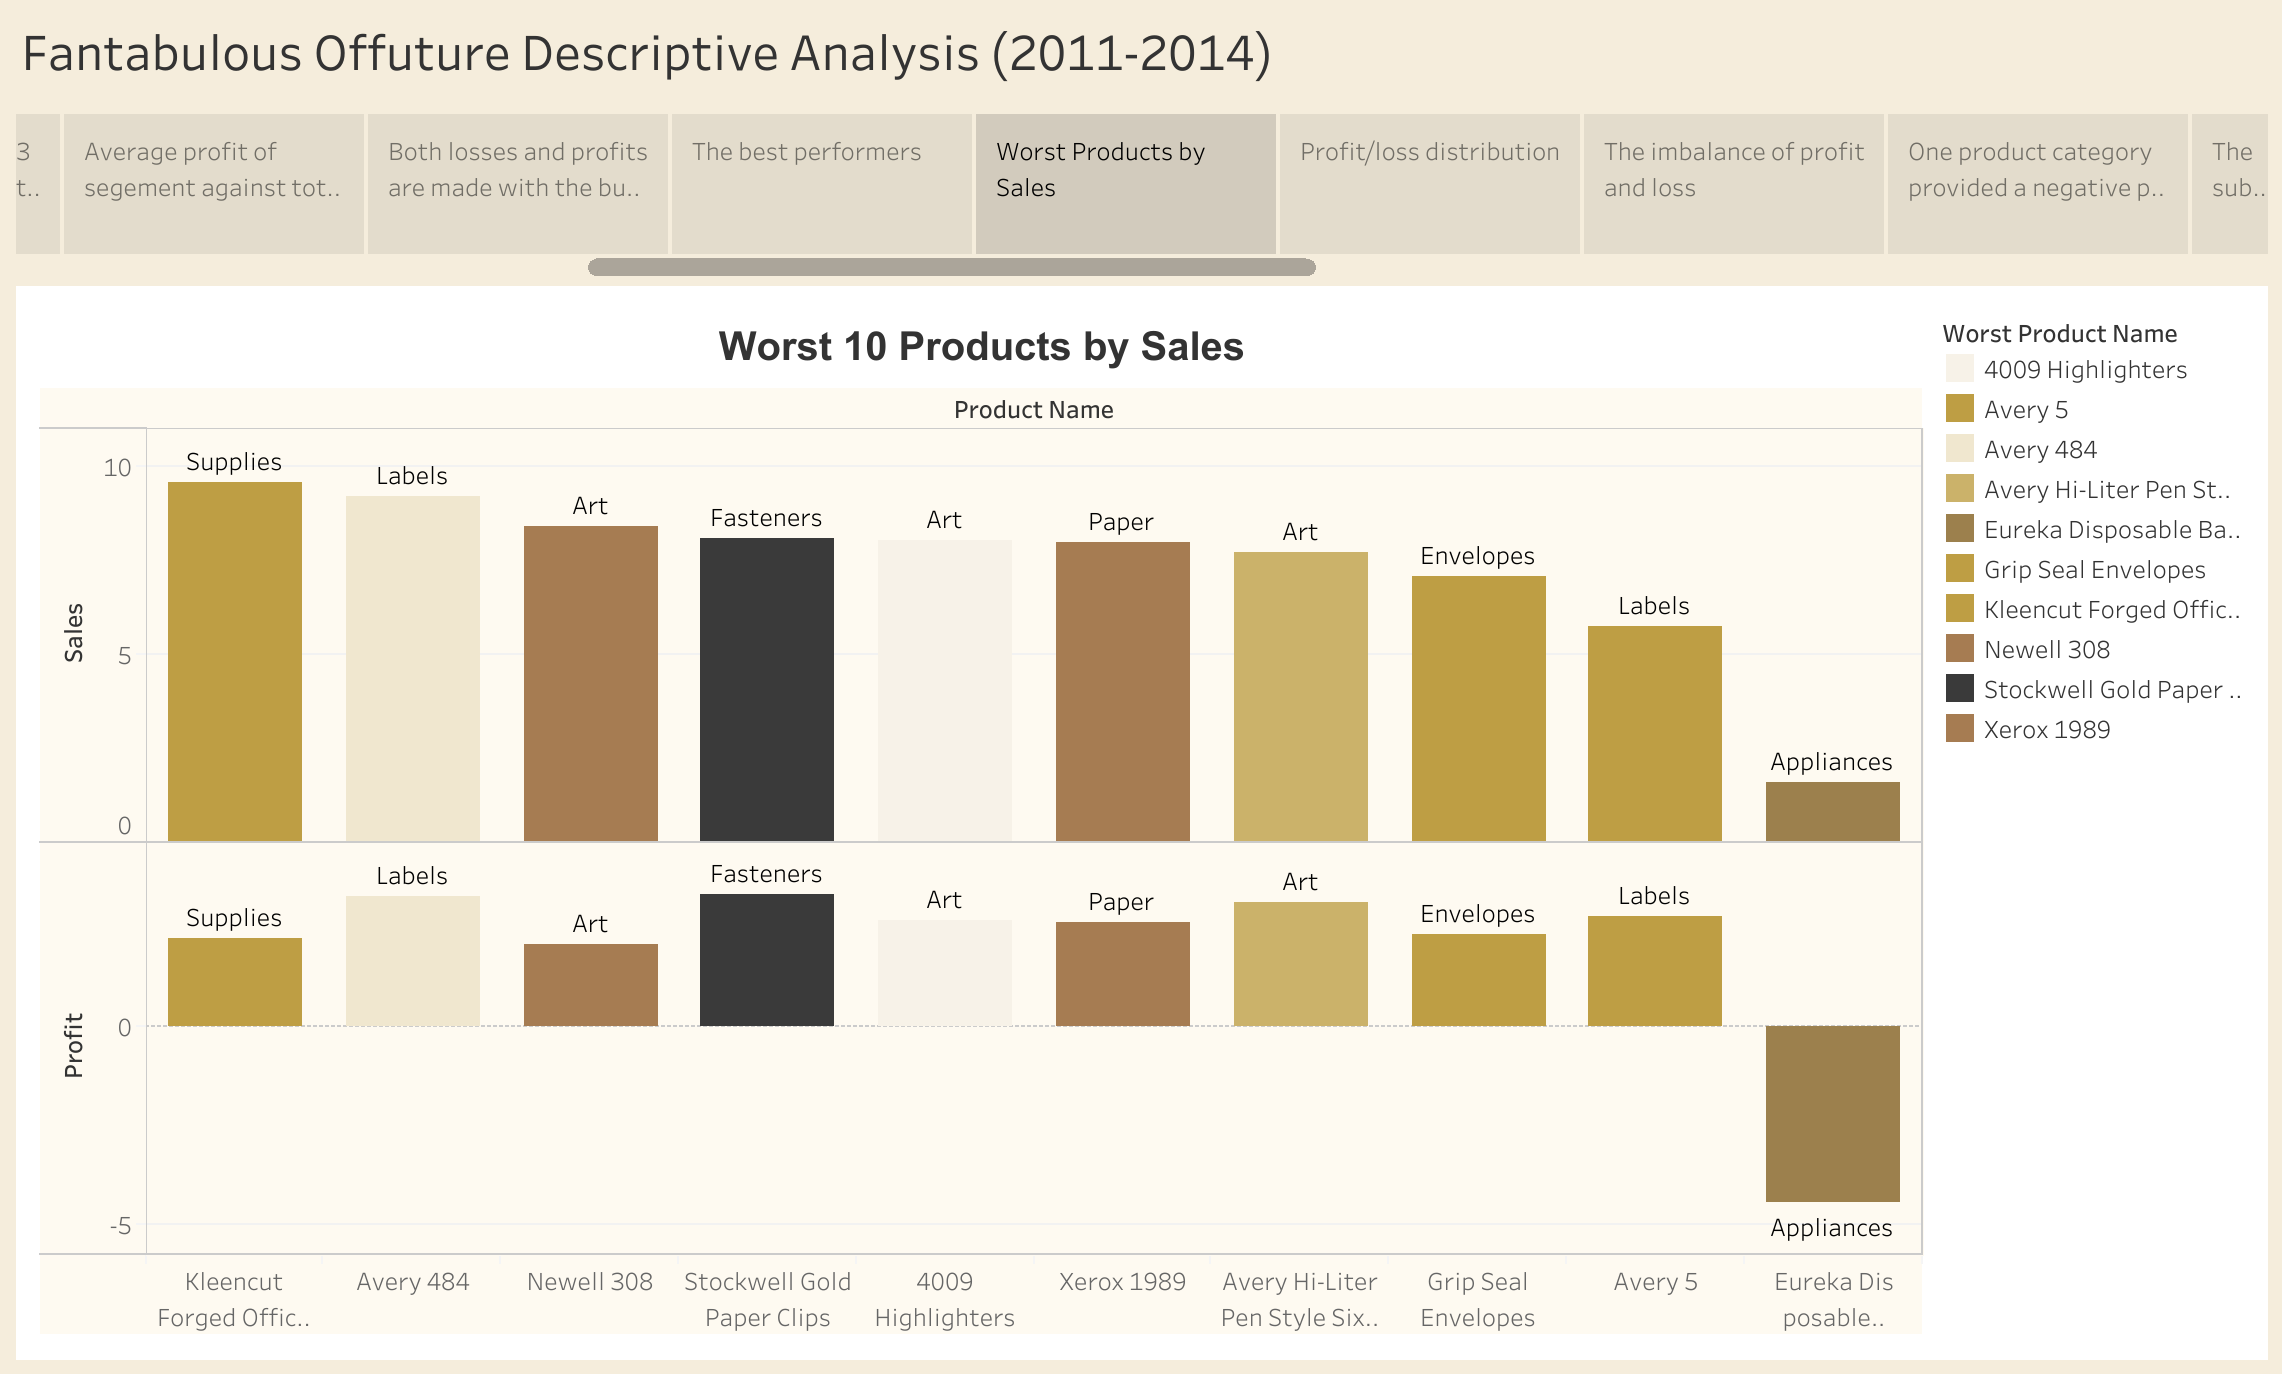 Fantabulous Offuture Descriptive Analysis (2011-2014)
3
t..
Average profit of
segement against tot..
Both losses and profits
are made with the bu..
The best performers
Worst Products by
Sales
Profit/loss distribution
The imbalance of profit
and loss
One product category
provided a negative p..
The
sub..
Worst 10 Products by Sales
Product Name
Sales
10
5
0
Supplies
Labels
Art
Fasteners
Art
Paper
Art
Envelopes
Labels
Appliances
Profit
0
-5
Supplies
Labels
Art
Fasteners
Art
Paper
Art
Envelopes
Labels
Appliances
Kleencut
Forged Offic..
Avery 484
Newell 308
Stockwell Gold
Paper Clips
4009
Highlighters
Xerox 1989
Avery Hi-Liter
Pen Style Six..
Grip Seal
Envelopes
Avery 5
Eureka Dis
posable..
Worst Product Name
4009 Highlighters
Avery 5
Avery 484
Avery Hi-Liter Pen St..
Eureka Disposable Ba..
Grip Seal Envelopes
Kleencut Forged Offic..
Newell 308
Stockwell Gold Paper ..
Xerox 1989